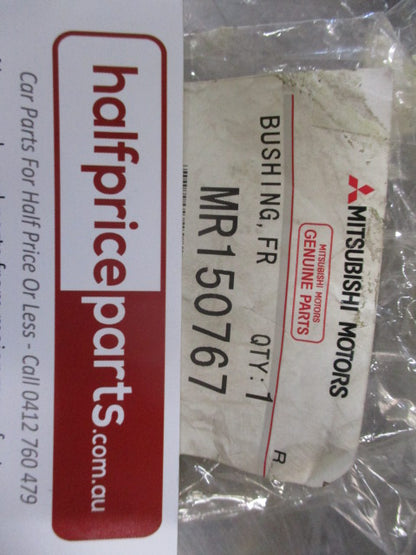 MITSUBISHI MOTORS
MITSUBISHI MOTORS
GENUINE PARTS
BUSHING, FR
QTY: 1
R
MR150767
halfpriceparts.com.au
Car Parts For Half Price Or Less - Call 0412 760 479